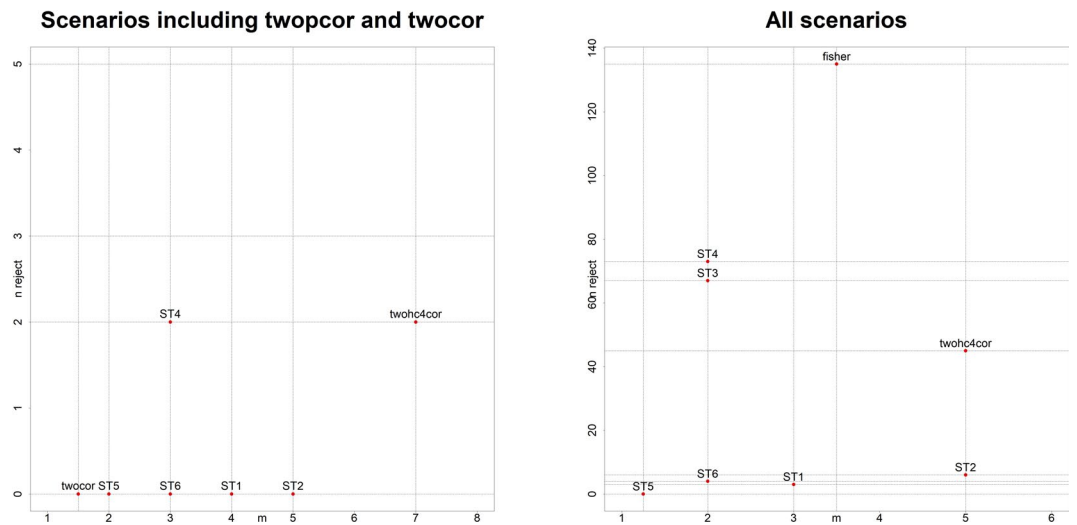 Scenarios including twopcor and twocor
5
4
3
n reject
2
ST4
twohc4cor
1
twocor ST5 ST6 ST1 ST2
0
1 2 3 4 m 5 6 7 8
All scenarios
140
fisher
120
100
80
ST4
n reject
ST3
60
twohc4cor
40
20
ST2
ST6
ST1
ST5
0
1 2 3 m 4 5 6